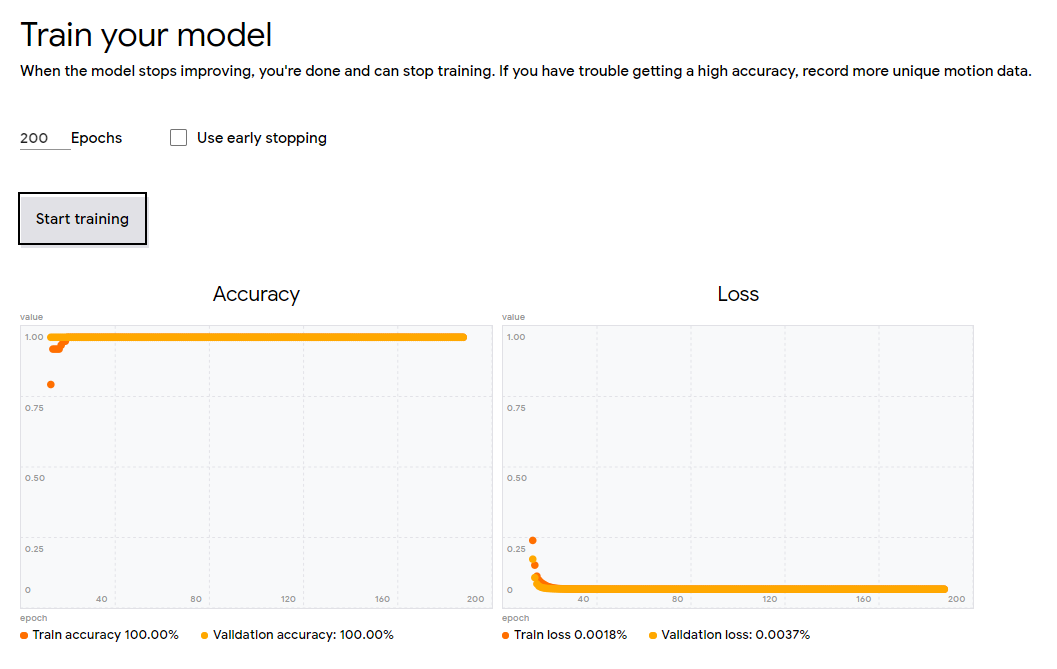 Train your model
When the model stops improving, you're done and can stop training. If you have trouble getting a high accuracy, record more unique motion data.
200 Epochs Use early stopping
Start training
Accuracy Loss
value value
1.00 1.00
0.75 0.75
0.50 0.50
0.25 0.25
0 0
40 80 120 160 200 40 80 120 160 200
epoch epoch
Train accuracy 100.00% Validation accuracy: 100.00% Train loss 0.0018% Validation loss: 0.0037%